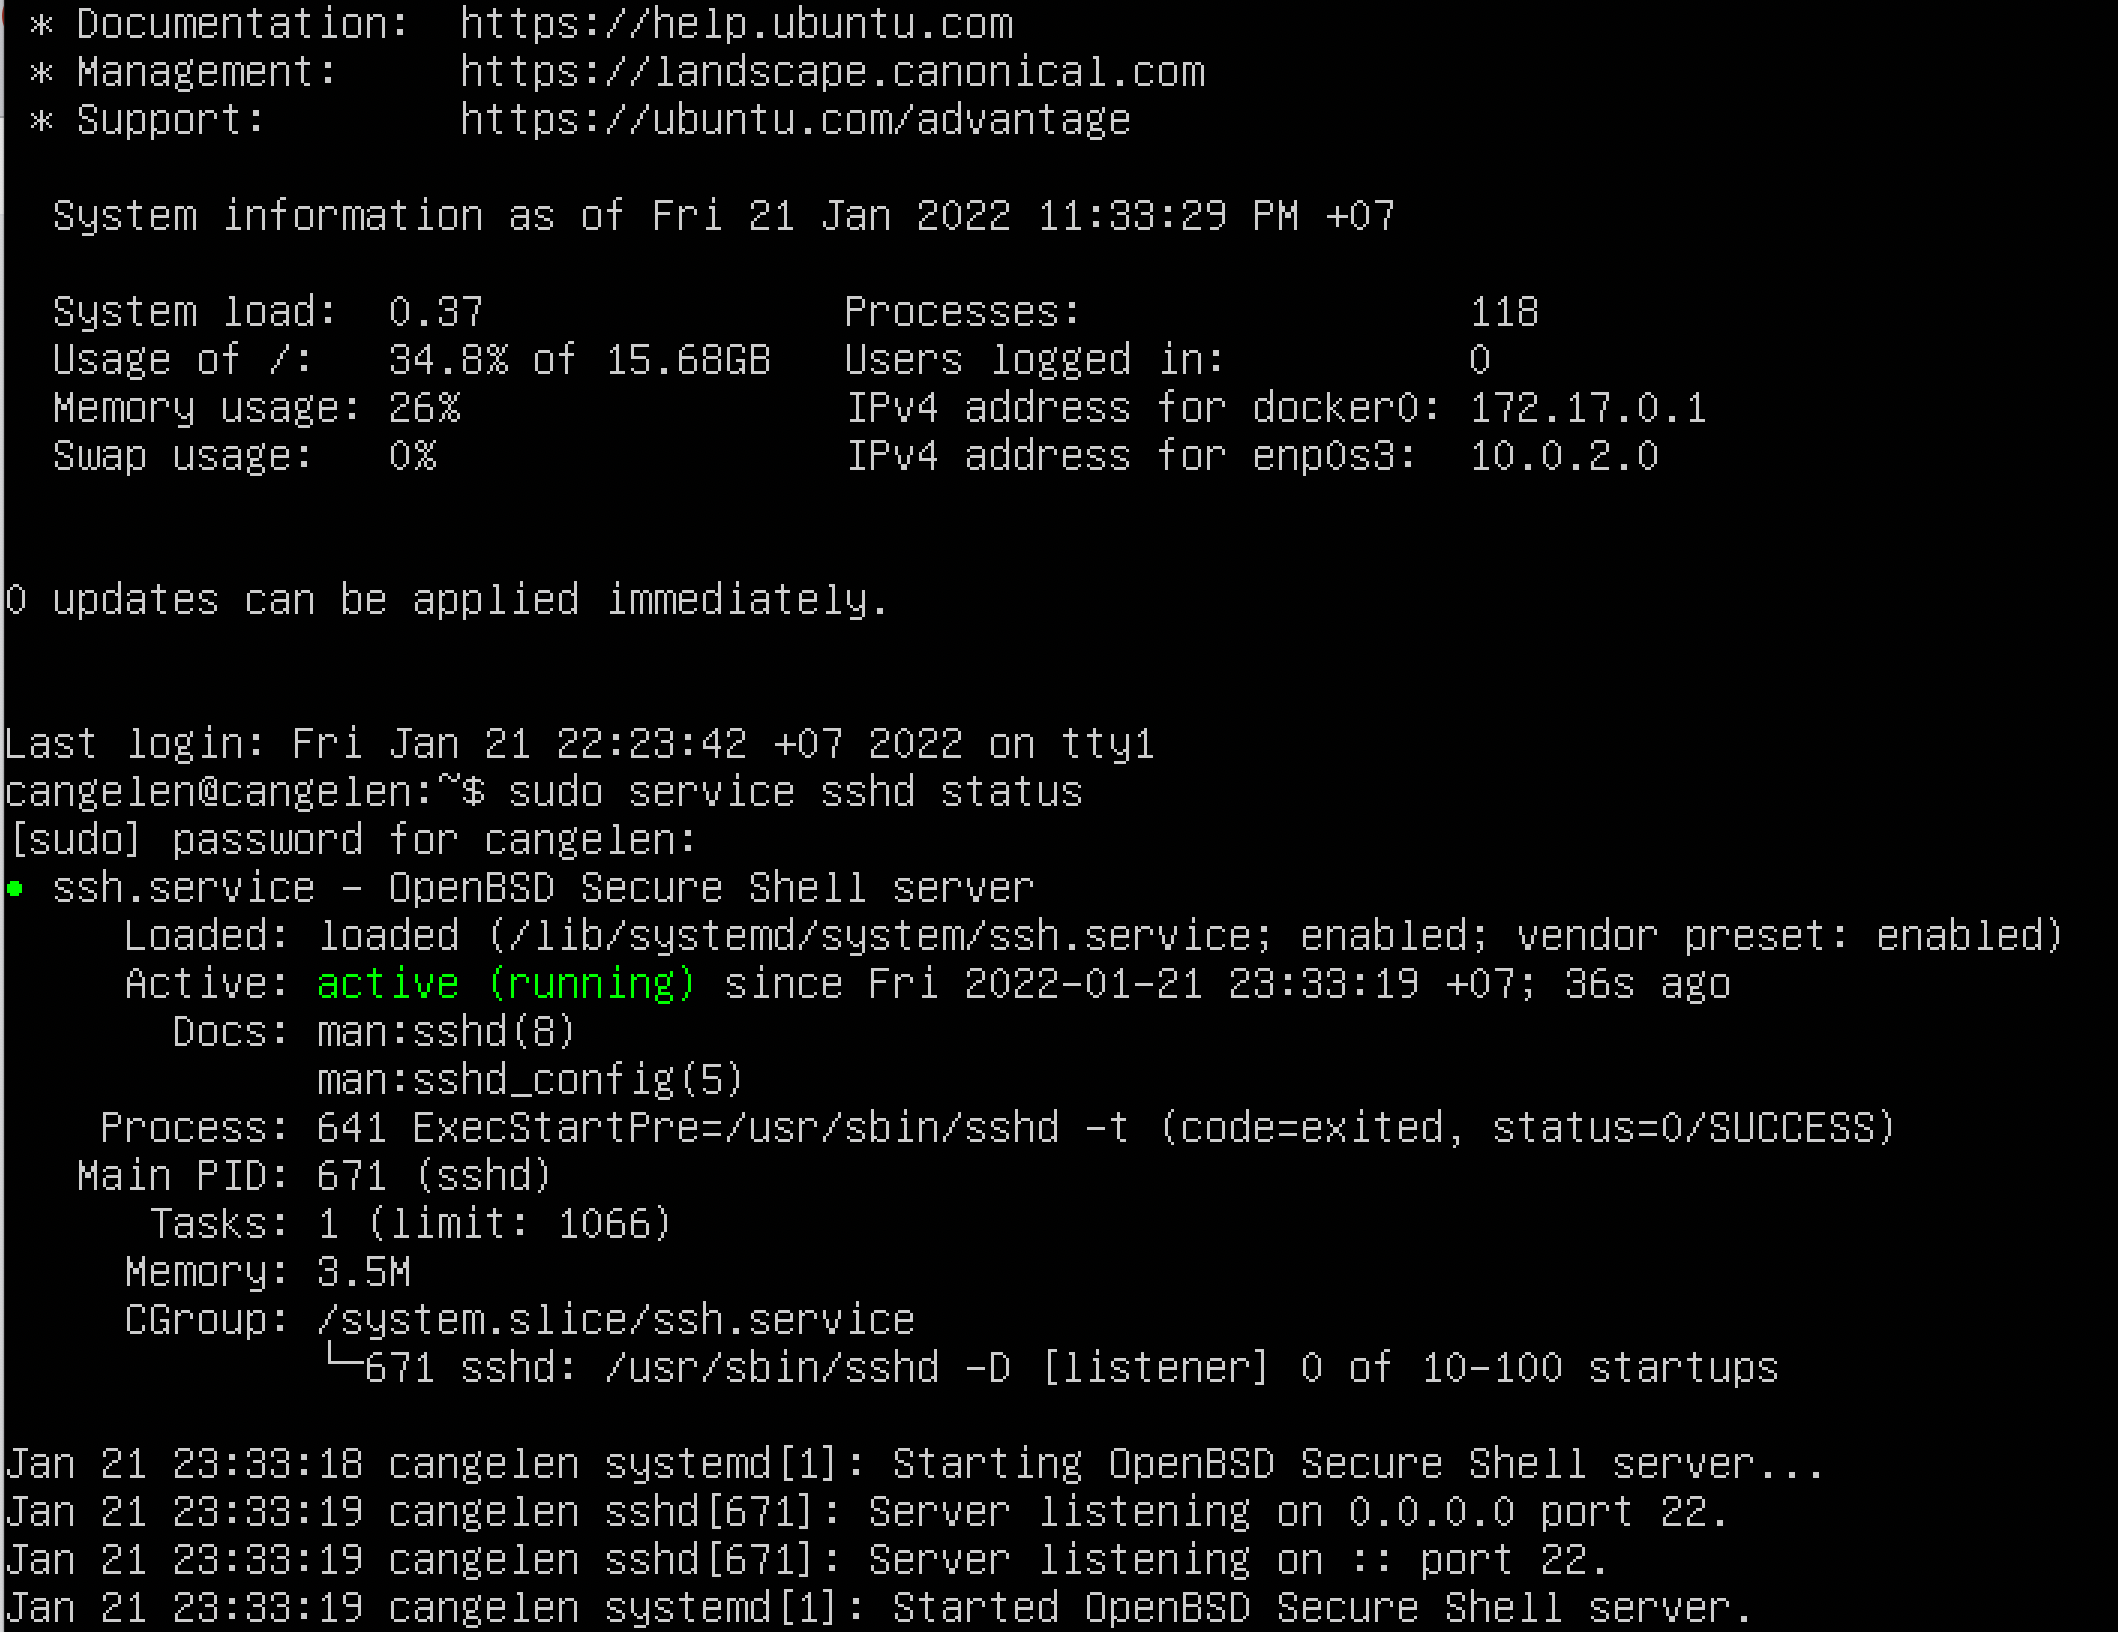 * Documentation:  https://help.ubuntu.com
* Management:     https://landscape.canonical.com
* Support:        https://ubuntu.com/advantage
System information as of Fri 21 Jan 2022 11:33:29 PM +07
System load:  0.37               Processes:                118
Usage of /:   34.8% of 15.68GB   Users logged in:          0
Memory usage: 26%                IPv4 address for docker0: 172.17.0.1
Swap usage:   0%                 IPv4 address for enp0s3:  10.0.2.0
0 updates can be applied immediately.
Last login: Fri Jan 21 22:23:42 +07 2022 on tty1
cangelen@cangelen:~$ sudo service sshd status
[sudo] password for cangelen:
● ssh.service - OpenBSD Secure Shell server
Loaded: loaded (/lib/systemd/system/ssh.service; enabled; vendor preset: enabled)
Active: active (running) since Fri 2022-01-21 23:33:19 +07; 36s ago
Docs: man:sshd(8)
man:sshd_config(5)
Process: 641 ExecStartPre=/usr/sbin/sshd -t (code=exited, status=0/SUCCESS)
Main PID: 671 (sshd)
Tasks: 1 (limit: 1066)
Memory: 3.5M
CGroup: /system.slice/ssh.service
└─671 sshd: /usr/sbin/sshd -D [listener] 0 of 10-100 startups
Jan 21 23:33:18 cangelen systemd[1]: Starting OpenBSD Secure Shell server...
Jan 21 23:33:19 cangelen sshd[671]: Server listening on 0.0.0.0 port 22.
Jan 21 23:33:19 cangelen sshd[671]: Server listening on :: port 22.
Jan 21 23:33:19 cangelen systemd[1]: Started OpenBSD Secure Shell server.